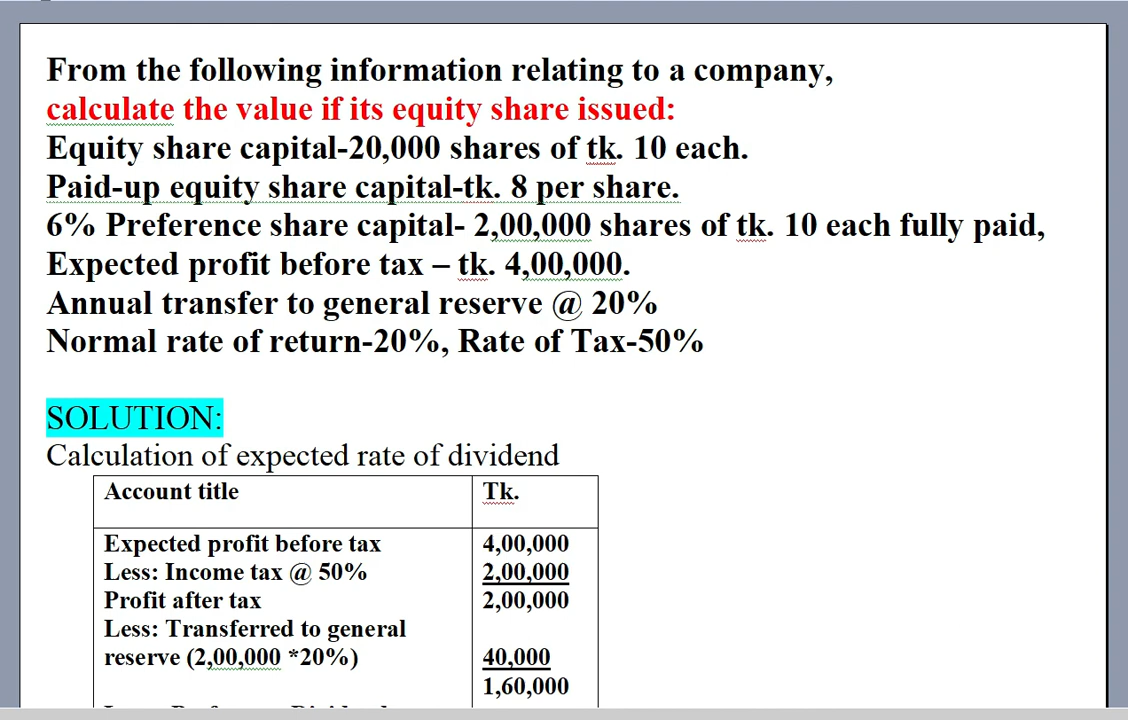 From the following information relating to a company,
calculate the value if its equity share issued:
Equity share capital-20,000 shares of tk. 10 each.
Paid-up equity share capital-tk. 8 per share.
6% Preference share capital- 2,00,000 shares of tk. 10 each fully paid,
Expected profit before tax – tk. 4,00,000.
Annual transfer to general reserve @ 20%
Normal rate of return-20%, Rate of Tax-50%
SOLUTION:
Calculation of expected rate of dividend
Account title Tk.
Expected profit before tax 4,00,000
Less: Income tax @ 50% 2,00,000
Profit after tax 2,00,000
Less: Transferred to general
reserve (2,00,000 *20%) 40,000
1,60,000